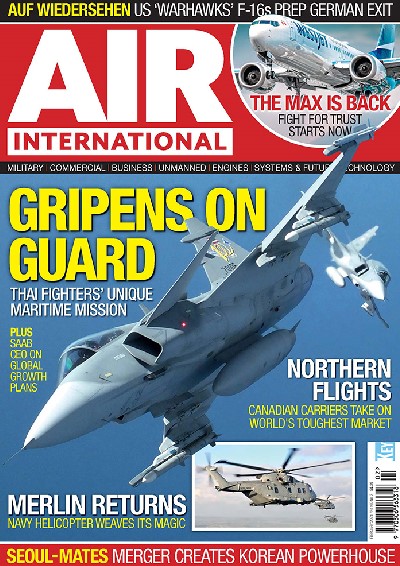 AUF WIEDERSEHEN US 'WARHAWKS' F-16s PREP GERMAN EXIT
AIR
INTERNATIONAL
westjet
THE MAX IS BACK
FIGHT FOR TRUST
STARTS NOW
MILITARY | COMMERCIAL | BUSINESS | UNMANNED | ENGINES | SYSTEMS & FUTURE TECHNOLOGY
GRIPENS ON
GUARD
THAI FIGHTERS' UNIQUE
MARITIME MISSION
PLUS
SAAB
CEO ON
GLOBAL
GROWTH
PLANS
NORTHERN
FLIGHTS
CANADIAN CARRIERS TAKE ON
WORLD'S TOUGHEST MARKET
MERLIN RETURNS
NAVY HELICOPTER WEAVES ITS MAGIC
KEY
02
SEOUL-MATES MERGER CREATES KOREAN POWERHOUSE